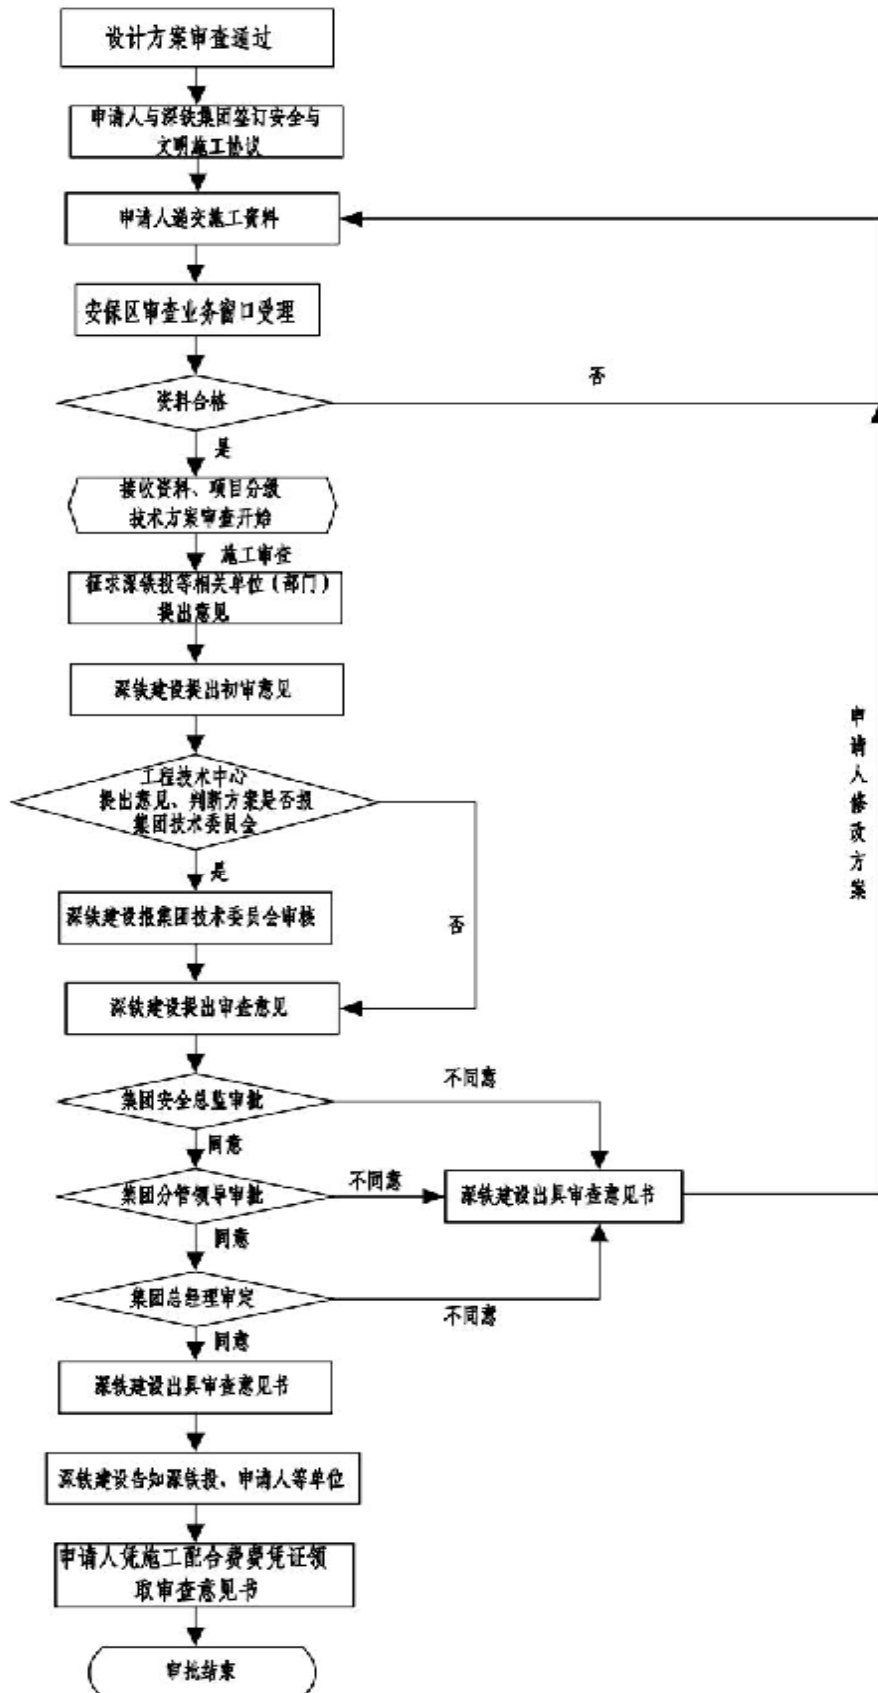 设计方案审查通过
申请人与深铁集团签订安全与
文明施工协议
申请人递交施工资料
安保区审查业务窗口受理
否
资料合格
是
接收资料、项目分级
技术方案审查开始
施工审查
征求深铁投等相关单位（部门）
提出意见
深铁建设提出初审意见
申请人修改方案
工程技术中心
提出意见、判断方案是否报
集团技术委员会
是
深铁建设报集团技术委员会审核
否
深铁建设提出审查意见
不同意
集团安全总监审批
同意
不同意
集团分管领导审批
深铁建设出具审查意见书
同意
集团总经理审定
不同意
同意
深铁建设出具审查意见书
深铁建设告知深铁投、申请人等单位
申请人凭施工配合费费凭证领
取审查意见书
审批结束